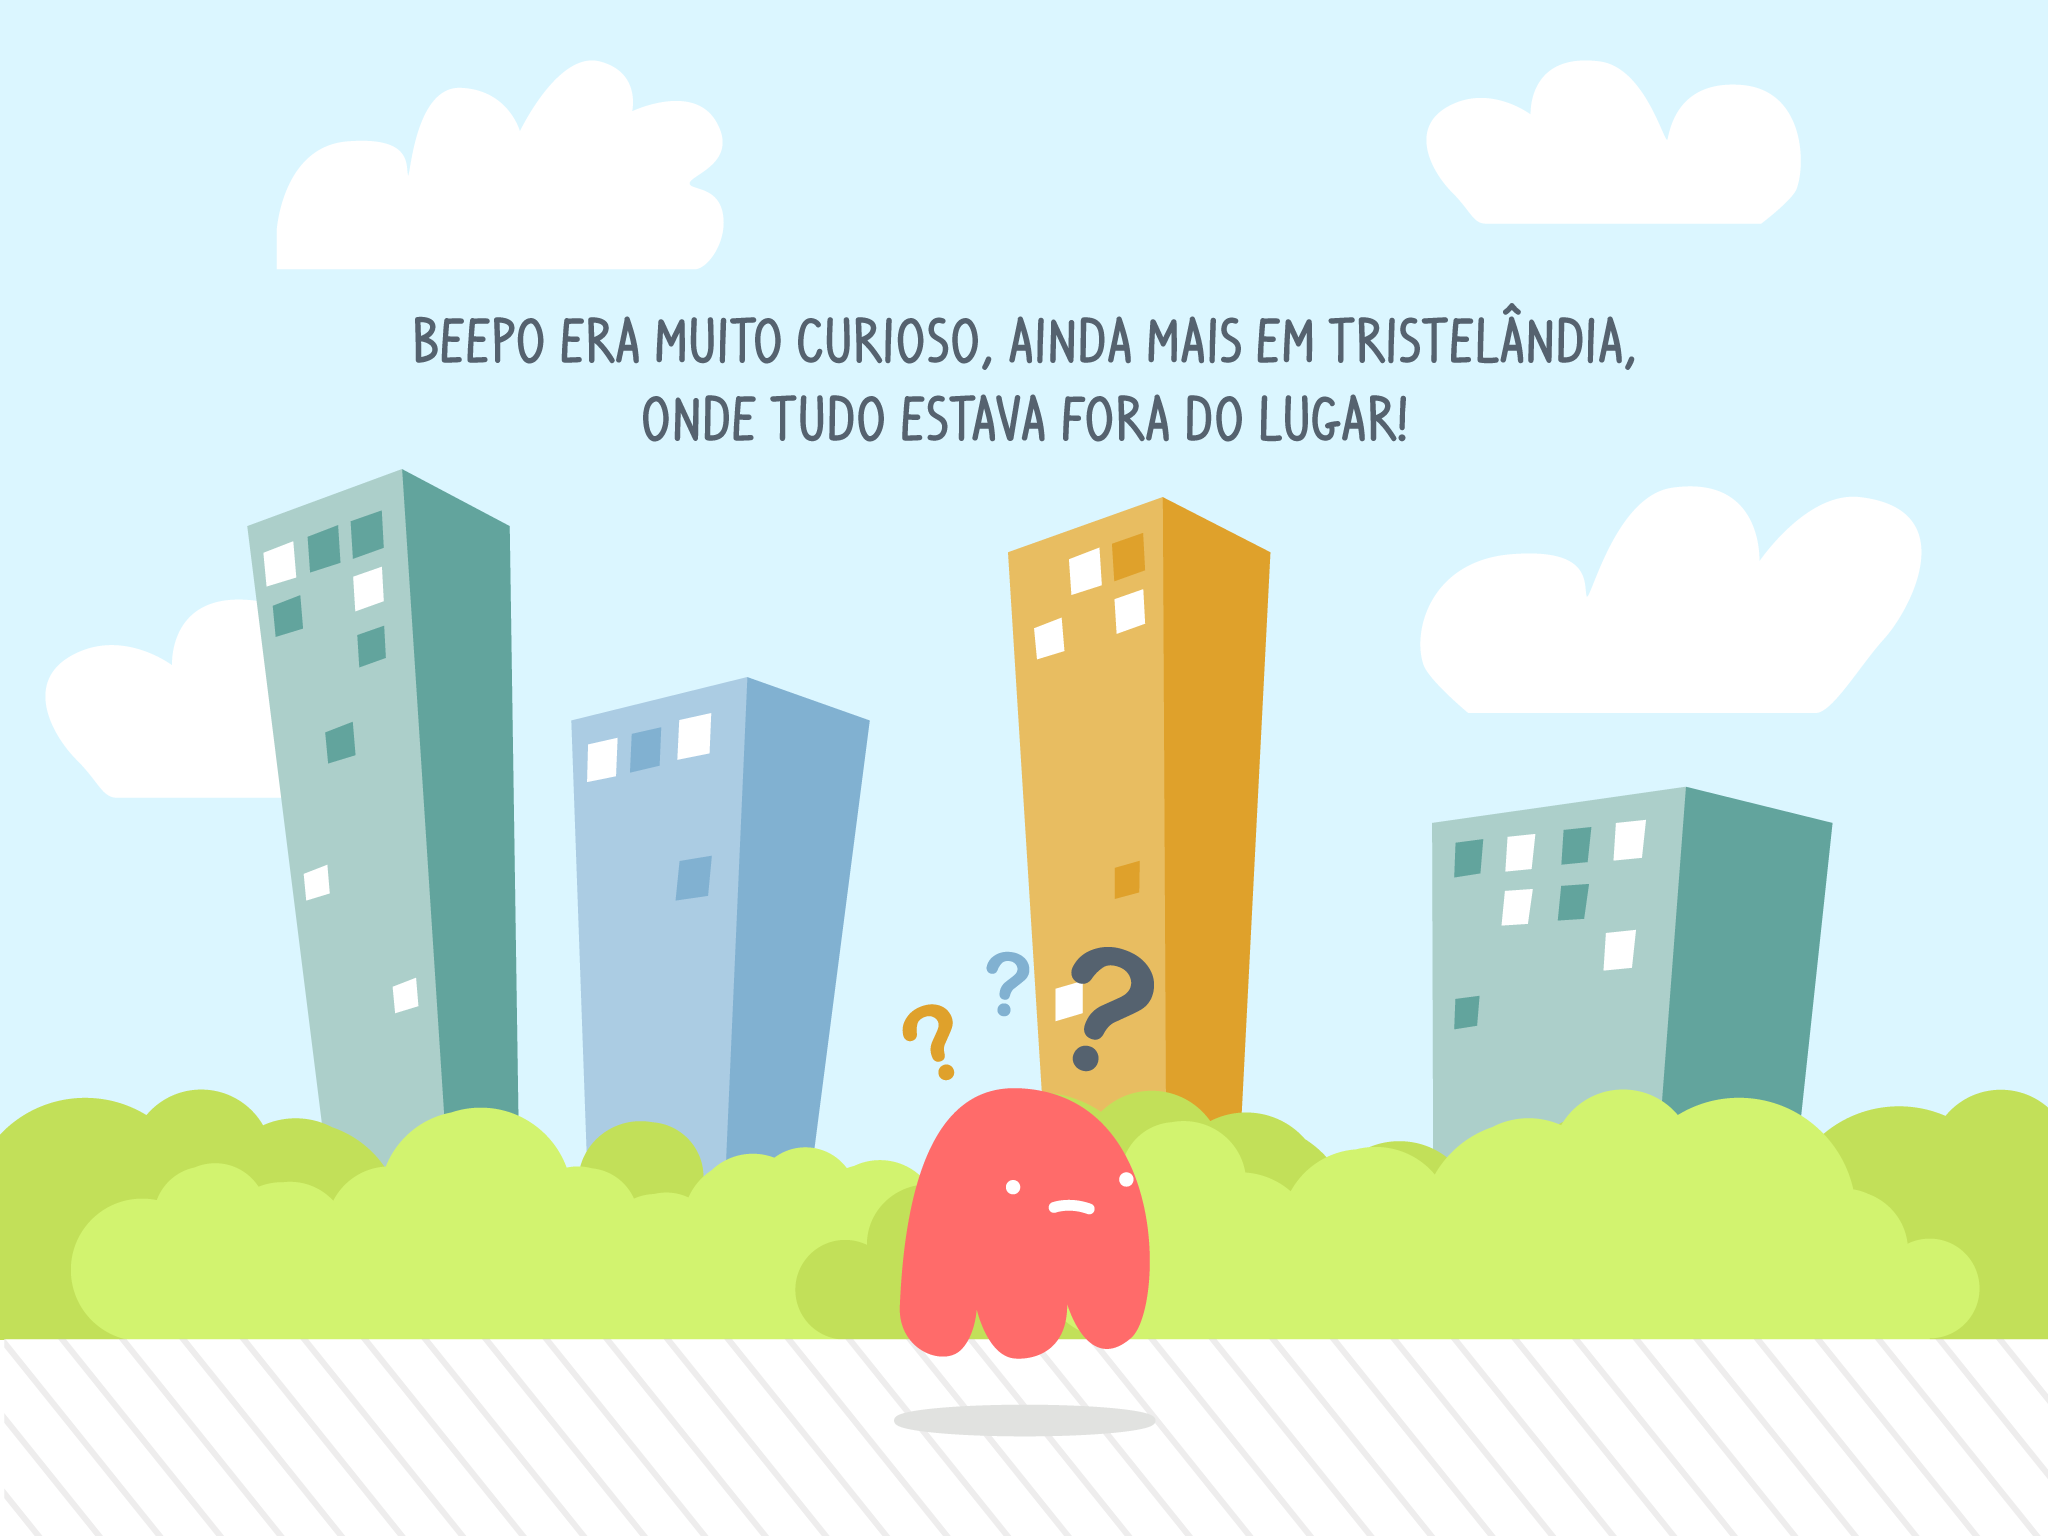 BEEPO ERA MUITO CURIOSO, AINDA MAIS EM TRISTELÂNDIA,
ONDE TUDO ESTAVA FORA DO LUGAR!
? ? ?